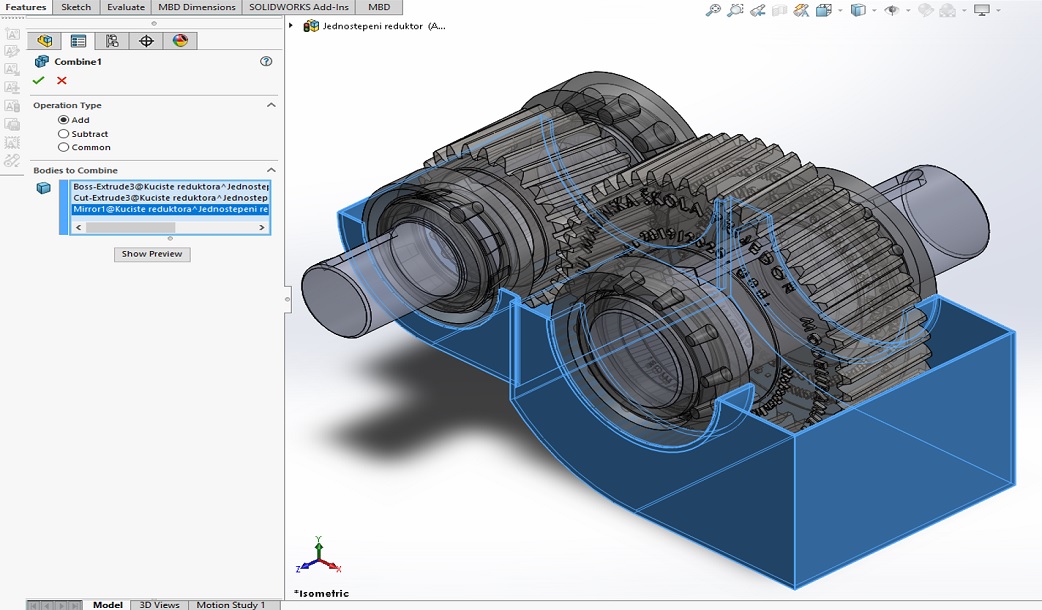 Features Sketch Evaluate MBD Dimensions SOLIDWORKS Add-Ins MBD
Jednostepeni reduktor (A...
Combine1
Operation Type
Add
Subtract
Common
Bodies to Combine
Boss-Extrude3@Kuciste reduktora^Jednostep
Cut-Extrude3@Kuciste reduktora^Jednostep
Mirror1@Kuciste reduktora^Jednostepeni re
Show Preview
ŠKOLA
Y
Z X
*Isometric
Model 3D Views Motion Study 1